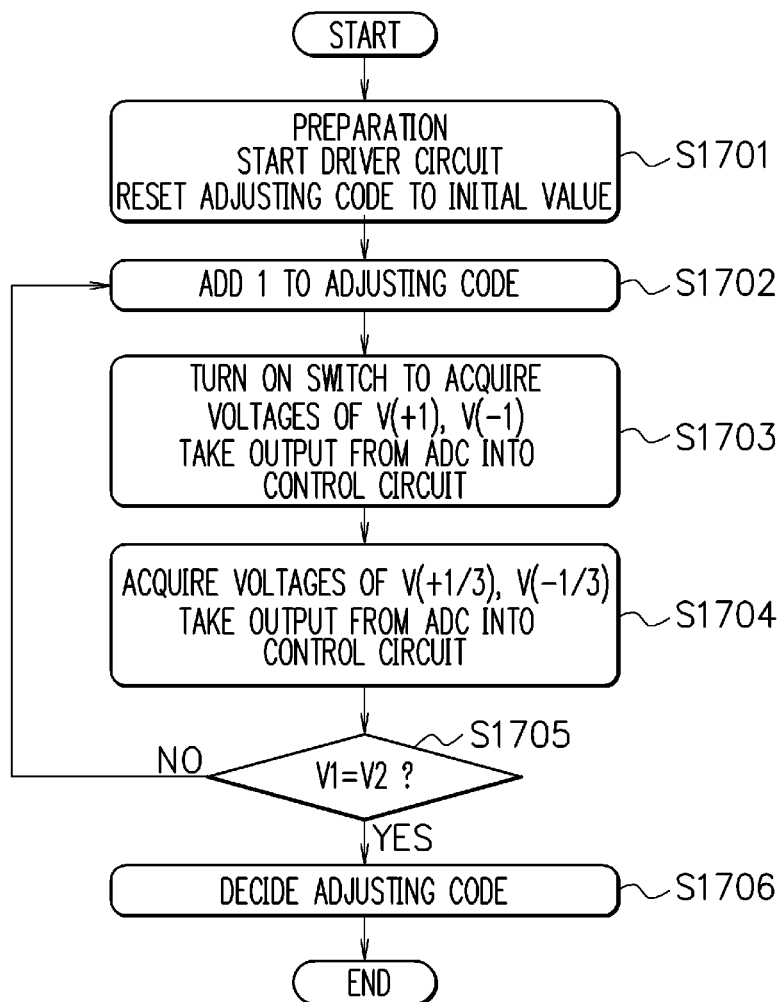 START
PREPARATION
START DRIVER CIRCUIT
RESET ADJUSTING CODE TO INITIAL VALUE
S1701
ADD 1 TO ADJUSTING CODE
S1702
TURN ON SWITCH TO ACQUIRE
VOLTAGES OF V(+1), V(-1)
TAKE OUTPUT FROM ADC INTO
CONTROL CIRCUIT
S1703
ACQUIRE VOLTAGES OF V(+1/3), V(-1/3)
TAKE OUTPUT FROM ADC INTO
CONTROL CIRCUIT
S1704
S1705
NO
V1=V2 ?
YES
DECIDE ADJUSTING CODE
S1706
END